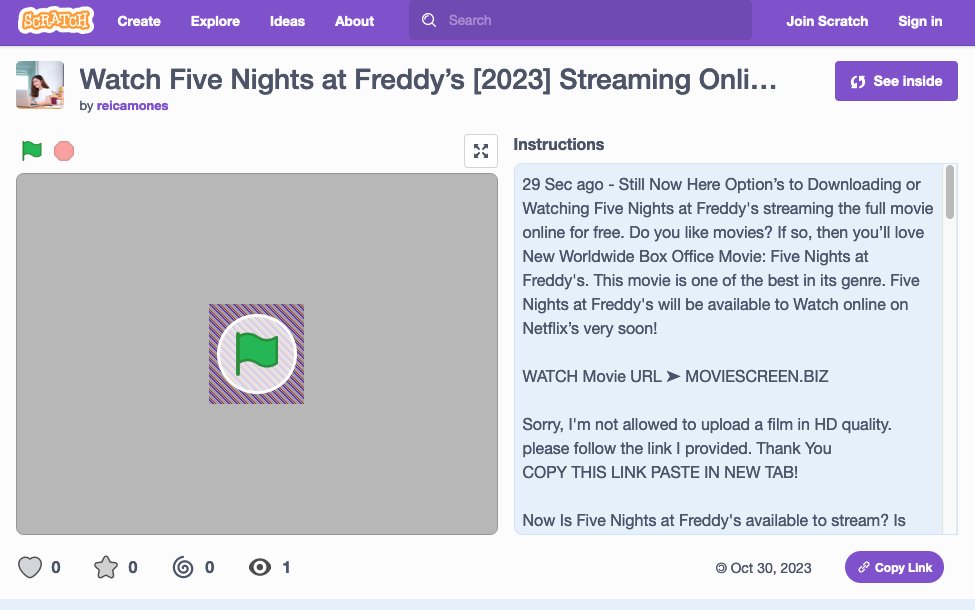 SCRATCH Create Explore Ideas About Search Join Scratch Sign in
Watch Five Nights at Freddy’s [2023] Streaming Onli...
See inside
by reicamones
Instructions
29 Sec ago - Still Now Here Option’s to Downloading or
Watching Five Nights at Freddy's streaming the full movie
online for free. Do you like movies? If so, then you’ll love
New Worldwide Box Office Movie: Five Nights at
Freddy's. This movie is one of the best in its genre. Five
Nights at Freddy's will be available to Watch online on
Netflix’s very soon!
WATCH Movie URL ➤ MOVIESCREEN.BIZ
Sorry, I'm not allowed to upload a film in HD quality.
please follow the link I provided. Thank You
COPY THIS LINK PASTE IN NEW TAB!
Now Is Five Nights at Freddy's available to stream? Is
0 0 0 1
© Oct 30, 2023
Copy Link